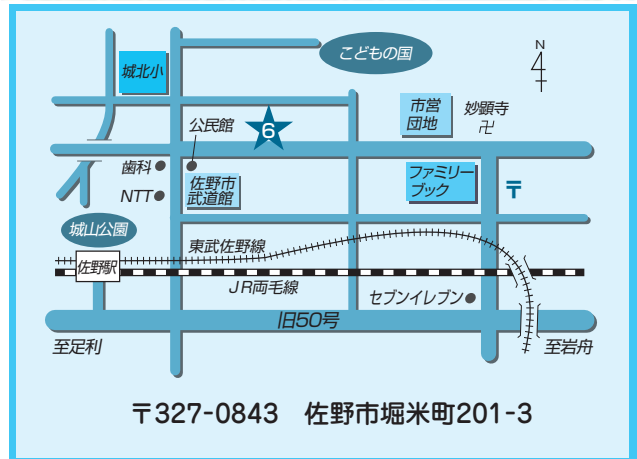 こどもの国
N
城北小
6
公民館
市営
団地
妙顕寺
卍
歯科
NTT
佐野市
武道館
ファミリー
ブック
〒
城山公園
東武佐野線
佐野駅
JR両毛線
セブンイレブン
旧50号
至足利
至岩舟
〒327-0843 佐野市堀米町201-3